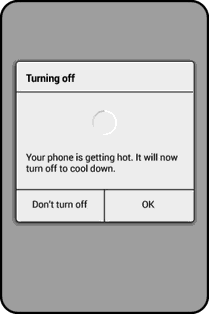 Turning off
Your phone is getting hot. It will now
turn off to cool down.
Don't turn off
OK